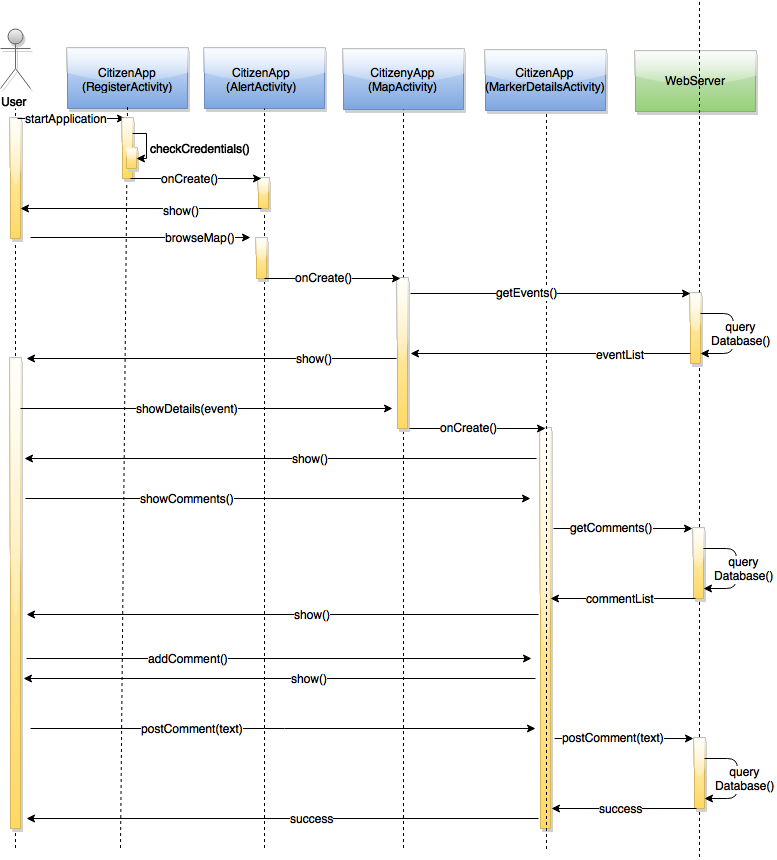 User
CitizenApp
(RegisterActivity)
CitizenApp
(AlertActivity)
CitizenyApp
(MapActivity)
CitizenApp
(MarkerDetailsActivity)
WebServer
startApplication
checkCredentials()
onCreate()
show()
browseMap()
onCreate()
getEvents()
query
Database()
eventList
show()
showDetails(event)
onCreate()
show()
showComments()
getComments()
query
Database()
commentList
show()
addComment()
show()
postComment(text)
postComment(text)
query
Database()
success
success